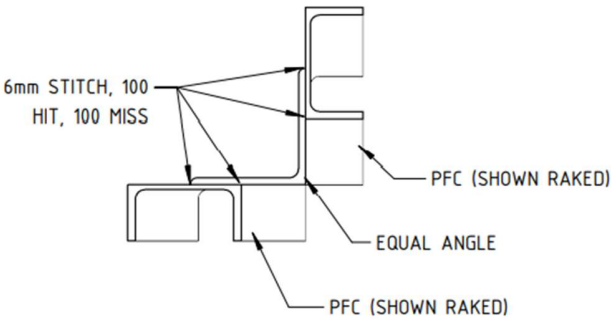 6mm STITCH, 100
HIT, 100 MISS
PFC (SHOWN RAKED)
EQUAL ANGLE
PFC (SHOWN RAKED)